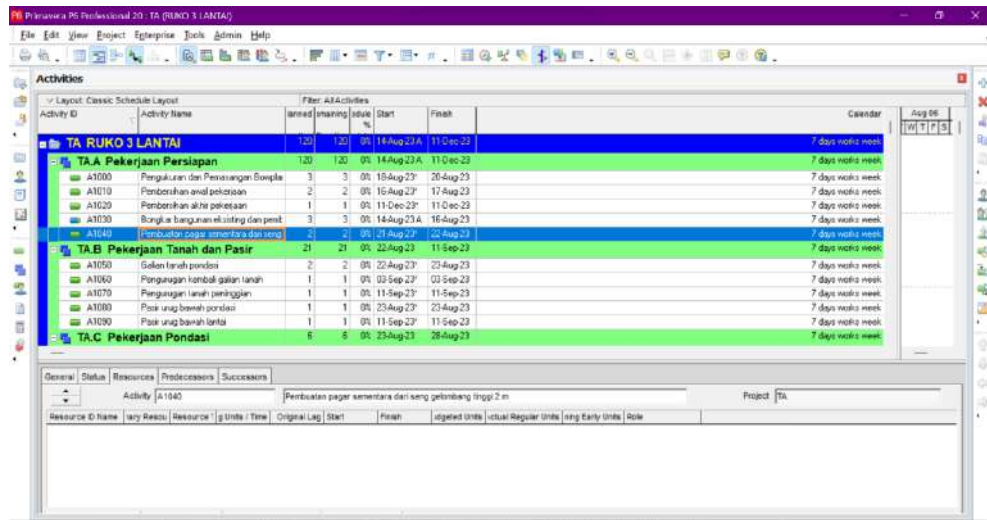 Primavera P6 Professional 20 : TA (RUKO 3 LANTAI)
File Edit View Project Enterprise Tools Admin Help
Activities
Layout: Classic Schedule Layout Filter: All Activities
Activity ID Activity Name Start Finish Calendar Aug 06
% W T F S
TA RUKO 3 LANTAI 120 120 0% 14-Aug-23 A 11-Dec-23 7 days works week
TA.A Pekerjaan Persiapan 120 120 0% 14-Aug-23 A 11-Dec-23 7 days works week
A1000 Pengukuran dan Pemasangan Bowpla 3 3 0% 18-Aug-23* 20-Aug-23 7 days works week
A1010 Pembersihan awal pekerjaan 2 2 0% 16-Aug-23* 17-Aug-23 7 days works week
A1020 Pembersihan akhir pekerjaan 1 1 0% 11-Dec-23* 11-Dec-23 7 days works week
A1030 Bongkar bangunan eksisting dan pemb 3 3 0% 14-Aug-23 A 16-Aug-23 7 days works week
A1040 Pembuatan pagar sementara dari seng 2 2 0% 21-Aug-23* 22-Aug-23 7 days works week
TA.B Pekerjaan Tanah dan Pasir 21 21 0% 22-Aug-23 11-Sep-23 7 days works week
A1050 Galian tanah pondasi 2 2 0% 22-Aug-23* 23-Aug-23 7 days works week
A1060 Pengurugan kembali galian tanah 1 1 0% 03-Sep-23* 03-Sep-23 7 days works week
A1070 Pengurugan tanah peninggian 1 1 0% 11-Sep-23* 11-Sep-23 7 days works week
A1080 Pasir urug bawah pondasi 1 1 0% 23-Aug-23* 23-Aug-23 7 days works week
A1090 Pasir urug bawah lantai 1 1 0% 11-Sep-23* 11-Sep-23 7 days works week
TA.C Pekerjaan Pondasi 6 6 0% 23-Aug-23 28-Aug-23 7 days works week
General Status Resources Predecessors Successors
Activity A1040 Pembuatan pagar sementara dari seng gelombang tinggi 2 m Project TA
Resource ID Name Resource g Units / Time Original Lag Start Finish Units Regular Units Early Units Role